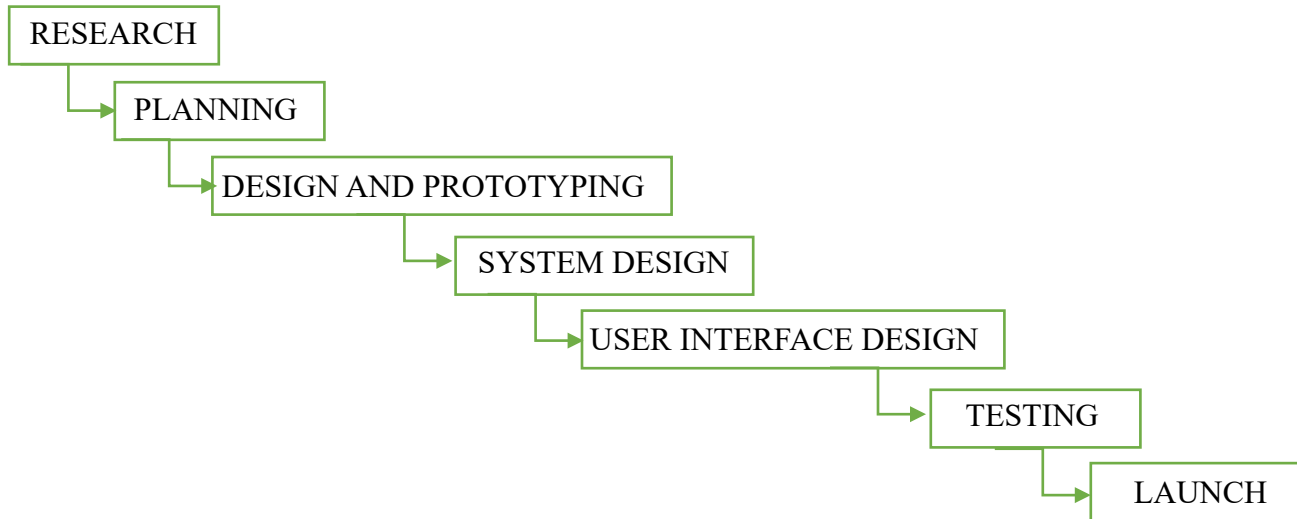 RESEARCH
PLANNING
DESIGN AND PROTOTYPING
SYSTEM DESIGN
USER INTERFACE DESIGN
TESTING
LAUNCH